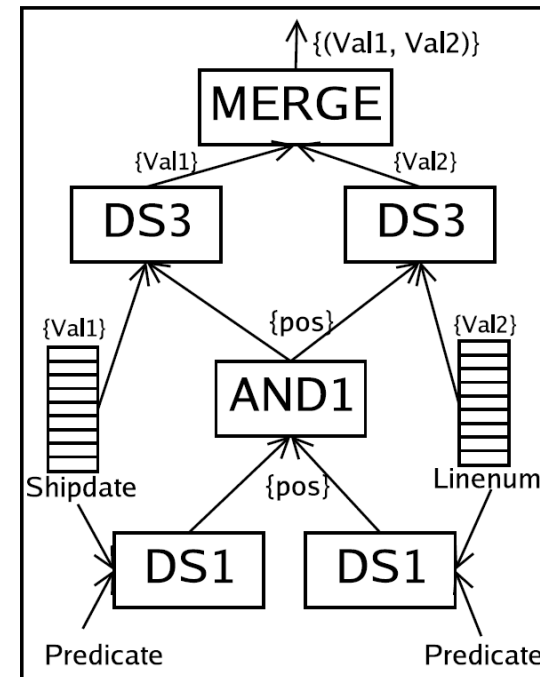 {(Val1, Val2)}
MERGE
{Val1} {Val2}
DS3 DS3
{Val1} {pos} {Val2}
AND1
Shipdate {pos} Linenum
DS1 DS1
Predicate Predicate